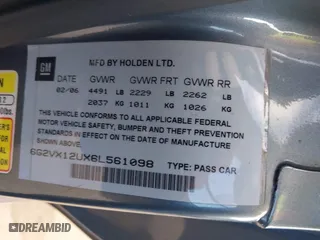 GM
MFD BY HOLDEN LTD.
DATE GVWR GVWR FRT GVWR RR
02/06 4491 LB 2229 LB 2262 LB
2037 KG 1011 KG 1026 KG
THIS VEHICLE CONFORMS TO ALL APPLICABLE FEDERAL
MOTOR VEHICLE SAFETY, BUMPER AND THEFT PREVENTION
STANDARDS IN EFFECT ON THE DATE OF MANUFACTURE
SHOWN ABOVE.
6G2VX12UX6L561098 TYPE: PASS CAR
DEALERSHIP